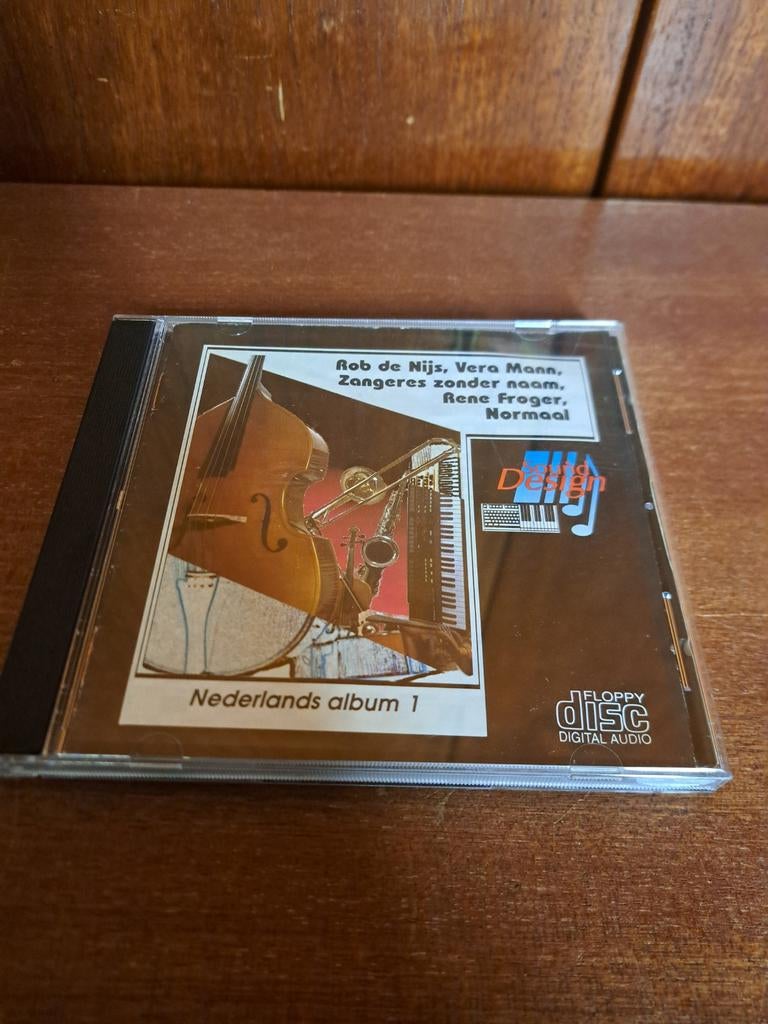 Rob de Nijs, Vera Mann,
Zangeres zonder naam,
Rene Froger,
Normaal
Sound
Design
Nederlands album 1
FLOPPY
disc
DIGITAL AUDIO